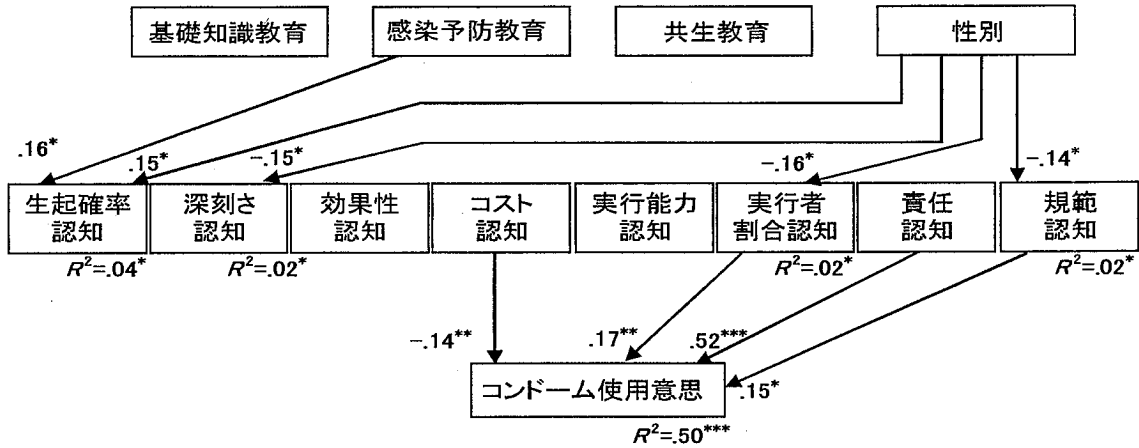 基礎知識教育
感染予防教育
共生教育
性別
.16*
.15*
-.15*
-.16*
-.14*
生起確率
認知
深刻さ
認知
効果性
認知
コスト
認知
実行能力
認知
実行者
割合認知
責任
認知
規範
認知
R²=.04*
R²=.02*
R²=.02*
R²=.02*
-.14**
.17**
.52***
.15*
コンドーム使用意思
R²=.50***